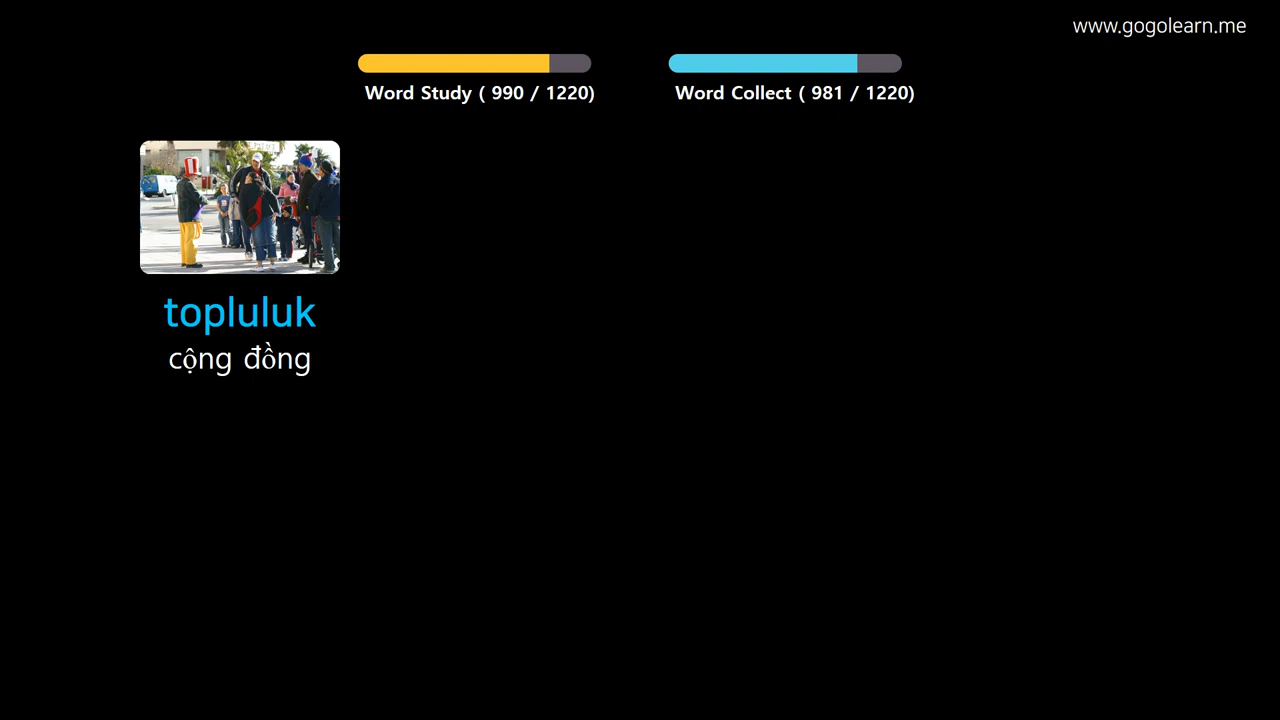 www.gogolearn.me
Word Study ( 990 / 1220)
Word Collect ( 981 / 1220)
topluluk
cộng đồng